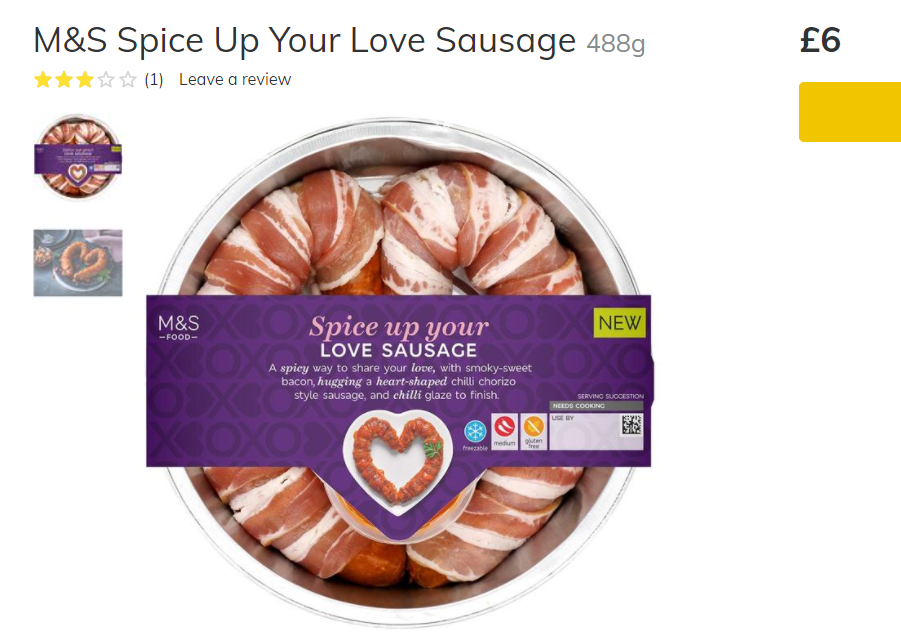 M&S Spice Up Your Love Sausage 488g
£6
(1) Leave a review
M&S
—FOOD—
Spice up your
LOVE SAUSAGE
A spicy way to share your love, with smoky-sweet
bacon, hugging a heart-shaped chilli chorizo
style sausage, and chilli glaze to finish.
NEW
SERVING SUGGESTION
NEEDS COOKING
USE BY
freezable
medium
gluten
free